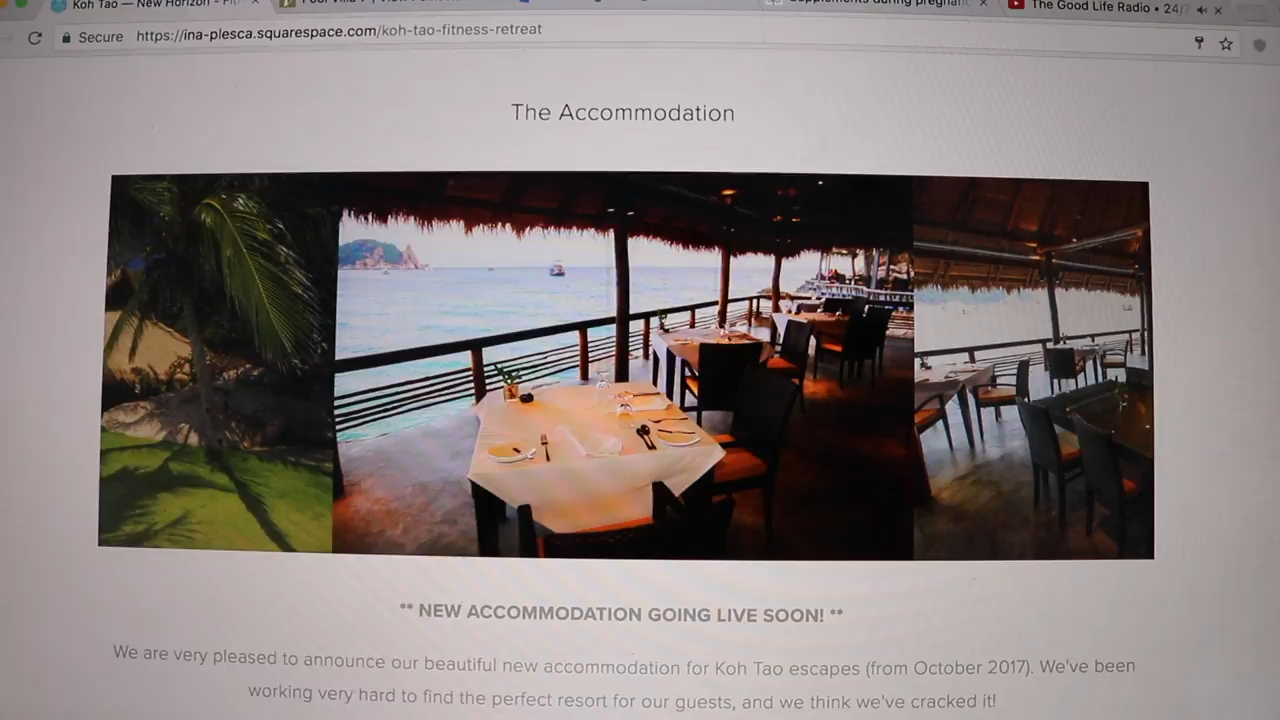 Koh Tao — New Horizon - Fit
The Good Life Radio • 24/7
Secure https://ina-plesca.squarespace.com/koh-tao-fitness-retreat
The Accommodation
** NEW ACCOMMODATION GOING LIVE SOON! **
We are very pleased to announce our beautiful new accommodation for Koh Tao escapes (from October 2017). We've been
working very hard to find the perfect resort for our guests, and we think we've cracked it!